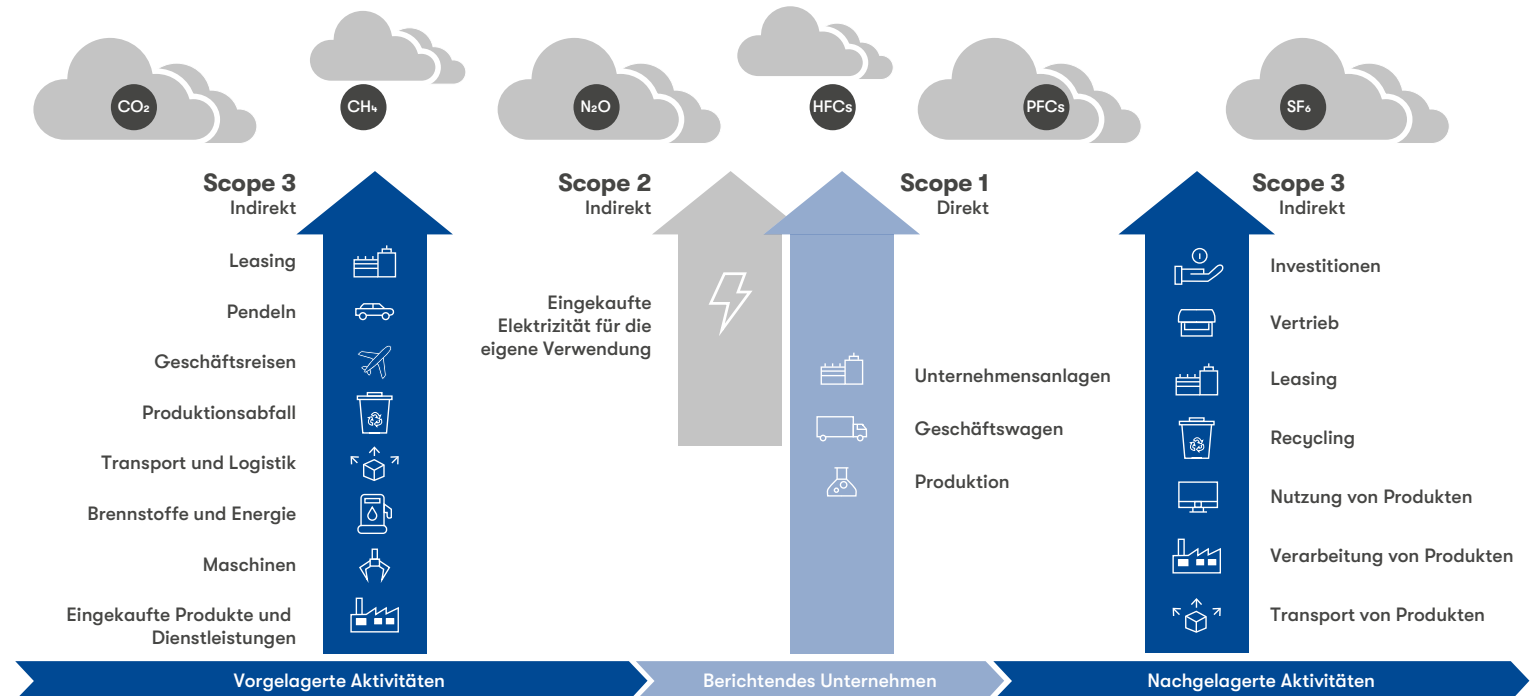 CO₂
CH₄
N₂O
HFCs
PFCs
SF₆
Scope 3
Indirekt
Leasing
Pendeln
Geschäftsreisen
Produktionsabfall
Transport und Logistik
Brennstoffe und Energie
Maschinen
Eingekaufte Produkte und
Dienstleistungen
Scope 2
Indirekt
Eingekaufte
Elektrizität für die
eigene Verwendung
Scope 1
Direkt
Unternehmensanlagen
Geschäftswagen
Produktion
Scope 3
Indirekt
Investitionen
Vertrieb
Leasing
Recycling
Nutzung von Produkten
Verarbeitung von Produkten
Transport von Produkten
Vorgelagerte Aktivitäten
Berichtendes Unternehmen
Nachgelagerte Aktivitäten